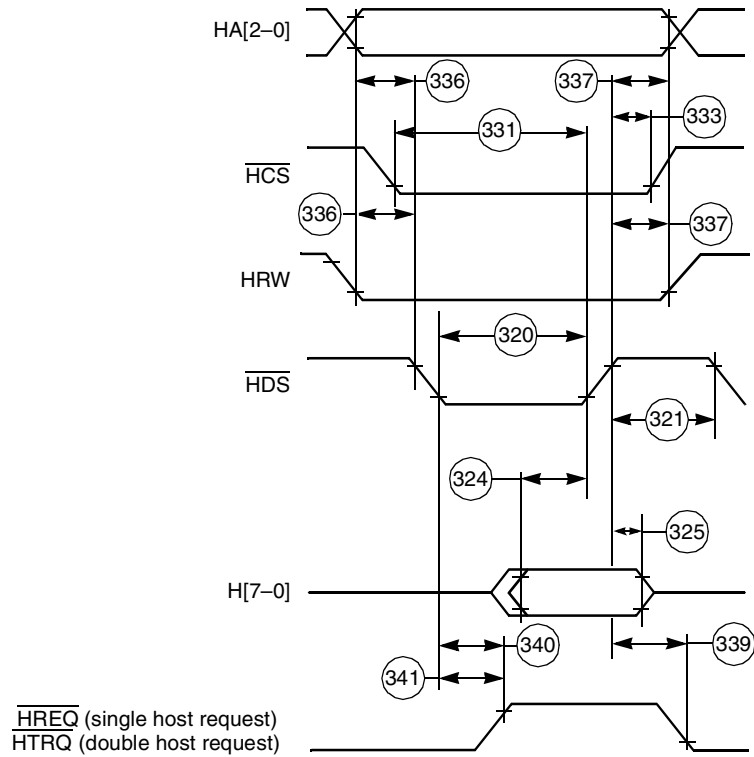 HA[2–0]
336
337
333
331
HCS
336
337
HRW
320
HDS
321
324
325
H[7–0]
340
339
341
HREQ (single host request)
HTRQ (double host request)